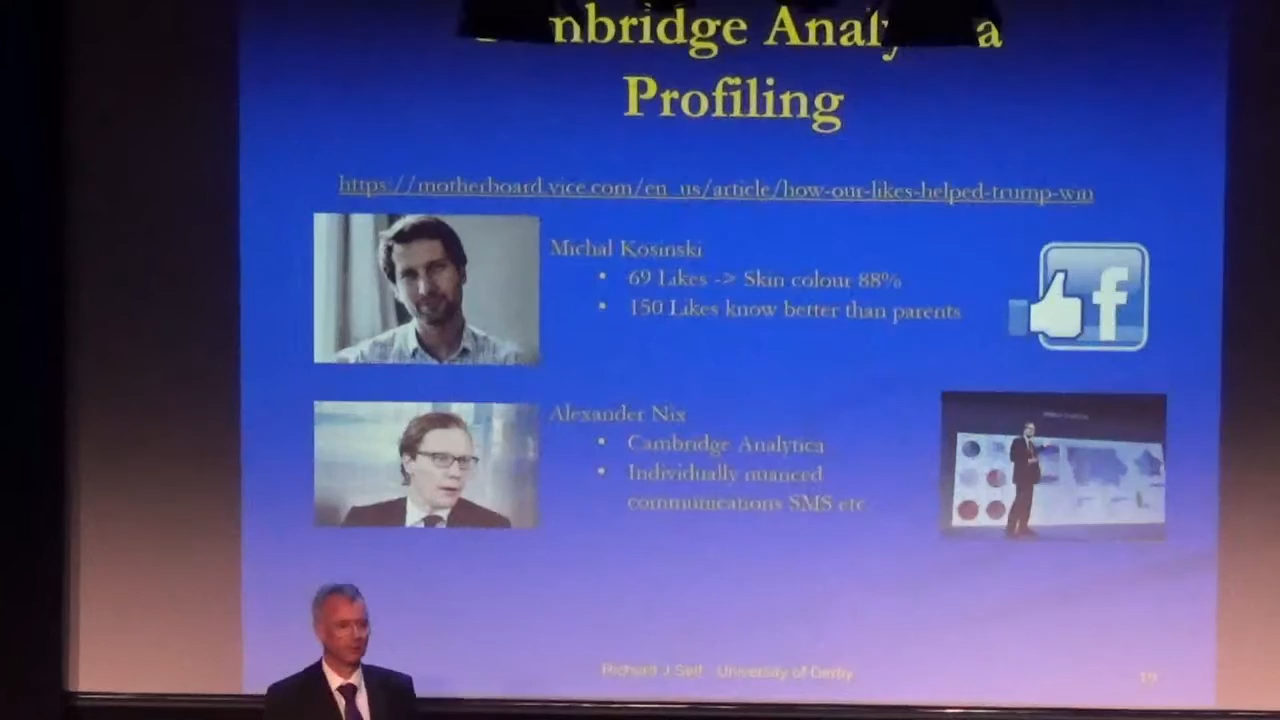 mbridge Anal a
Profiling
https://motherboard.vice.com/en_us/article/how-our-likes-helped-trump-win
Michal Kosinski
• 69 Likes -> Skin colour 88%
• 150 Likes know better than parents
f
Alexander Nix
• Cambridge Analytica
• Individually nuanced
communications SMS etc
Richard J Self University of Derby
19